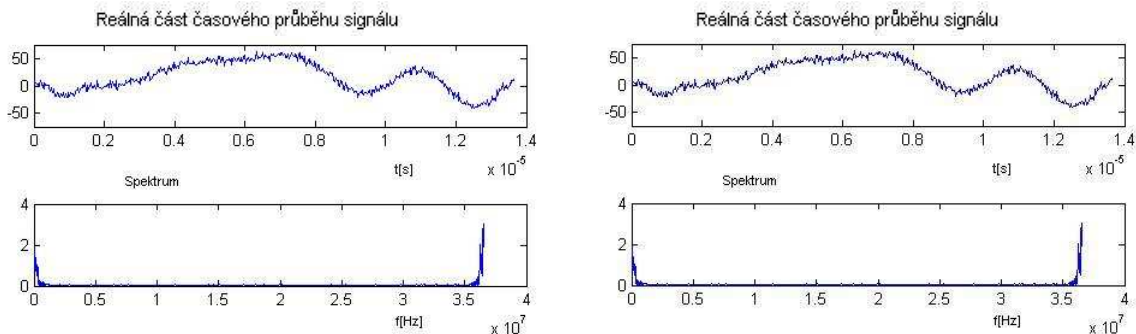 Reálná část časového průběhu signálu
50
0
-50
0 0.2 0.4 0.6 0.8 1 1.2 1.4
t[s] x 10-5
Spektrum
4
2
0
0 0.5 1 1.5 2 2.5 3 3.5 4
f[Hz] x 10 7
Reálná část časového průběhu signálu
50
0
-50
0 0.2 0.4 0.6 0.8 1 1.2 1.4
t[s] x 10-5
Spektrum
4
2
0
0 0.5 1 1.5 2 2.5 3 3.5 4
f[Hz] x 10 7